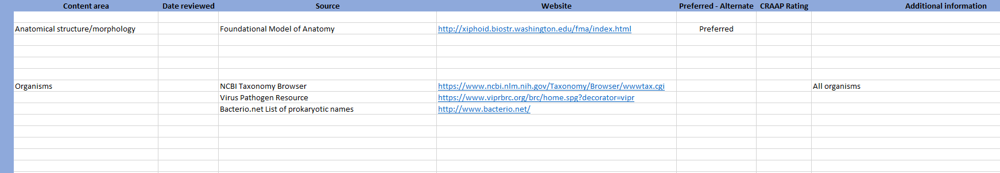 Content area Date reviewed Source Website Preferred - Alternate CRAAP Rating Additional information
Anatomical structure/morphology Foundational Model of Anatomy http://xiphoid.biostr.washington.edu/fma/index.html Preferred
Organisms NCBI Taxonomy Browser https://www.ncbi.nlm.nih.gov/Taxonomy/Browser/wwwtax.cgi All organisms
Virus Pathogen Resource https://www.viprbrc.org/brc/home.spg?decorator=vipr
Bacterio.net List of prokaryotic names http://www.bacterio.net/